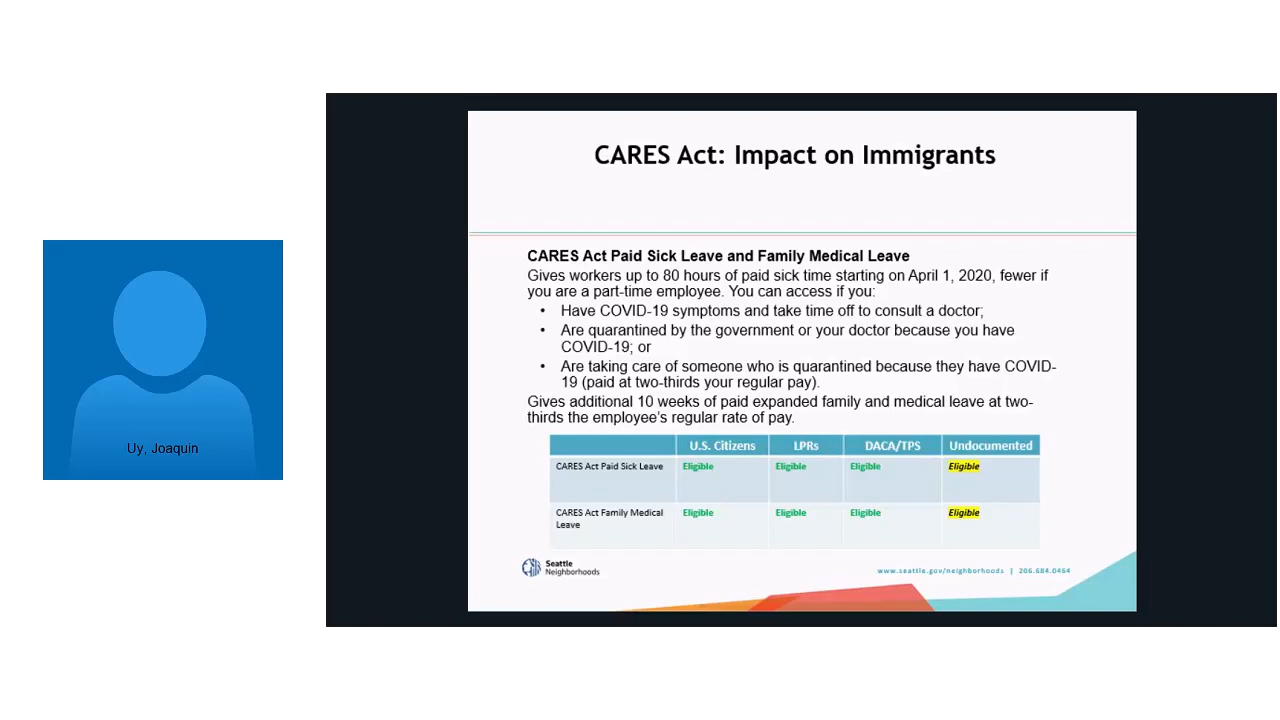 Uy, Joaquin
CARES Act: Impact on Immigrants
CARES Act Paid Sick Leave and Family Medical Leave
Gives workers up to 80 hours of paid sick time starting on April 1, 2020, fewer if
you are a part-time employee. You can access if you:
• Have COVID-19 symptoms and take time off to consult a doctor;
• Are quarantined by the government or your doctor because you have
COVID-19; or
• Are taking care of someone who is quarantined because they have COVID-
19 (paid at two-thirds your regular pay).
Gives additional 10 weeks of paid expanded family and medical leave at two-
thirds the employee's regular rate of pay.
U.S. Citizens LPRs DACA/TPS Undocumented
CARES Act Paid Sick Leave Eligible Eligible Eligible Eligible
CARES Act Family Medical Eligible Eligible Eligible Eligible
Leave
Seattle
Neighborhoods
www.seattle.gov/neighborhoods | 206.684.0464